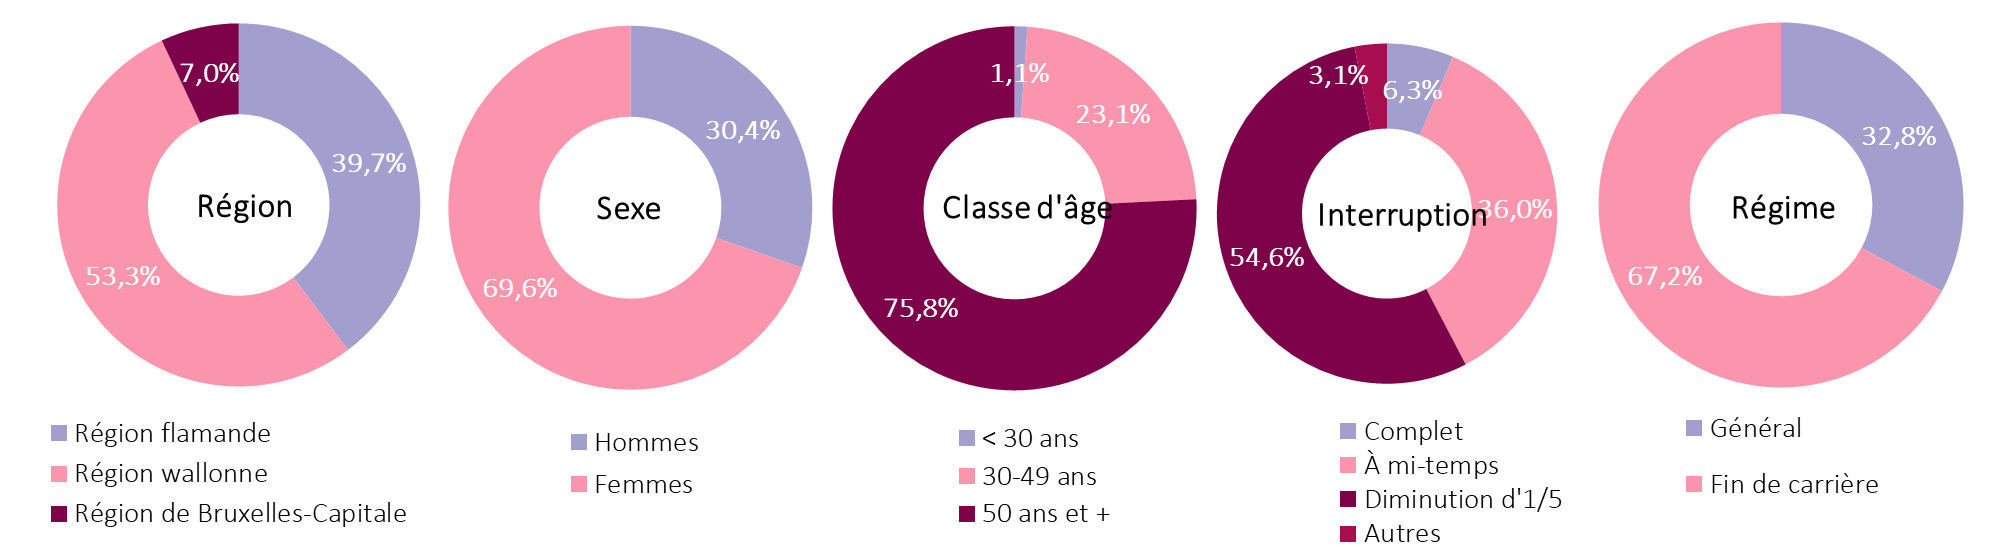 7,0%
39,7%
Région
53,3%
Région flamande
Région wallonne
Région de Bruxelles-Capitale
30,4%
Sexe
69,6%
Hommes
Femmes
1,1%
23,1%
Classe d'âge
75,8%
< 30 ans
30-49 ans
50 ans et +
3,1%
6,3%
36,0%
Interruption
54,6%
Complet
À mi-temps
Diminution d'1/5
Autres
32,8%
Régime
67,2%
Général
Fin de carrière